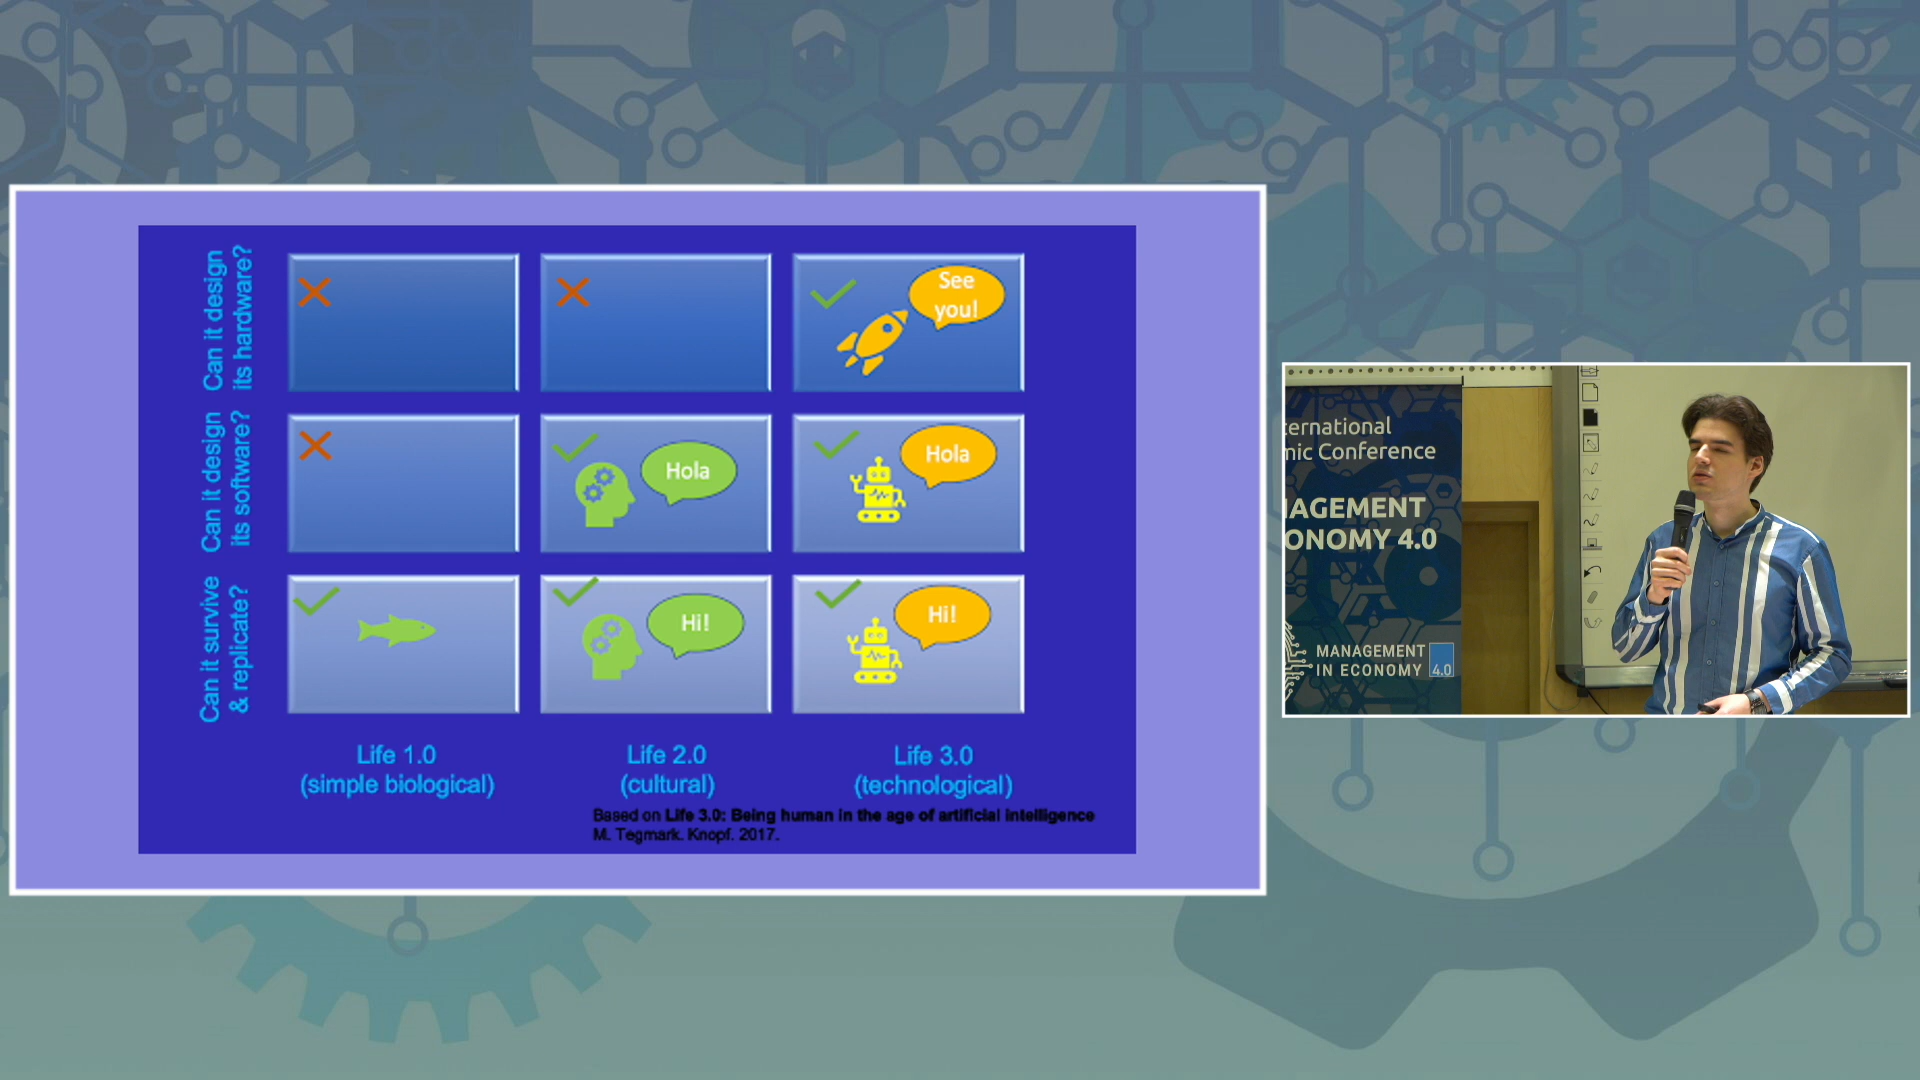 Can it design
its hardware?
See
you!
Can it design
its software?
Hola
Hola
Can it survive
& replicate?
Hi!
Hi!
Life 1.0
(simple biological)
Life 2.0
(cultural)
Life 3.0
(technological)
Based on Life 3.0: Being human in the age of artificial intelligence
M. Tegmark. Knopf. 2017.
ernational
mic Conference
AGEMENT
ONOMY 4.0
MANAGEMENT
IN ECONOMY 4.0